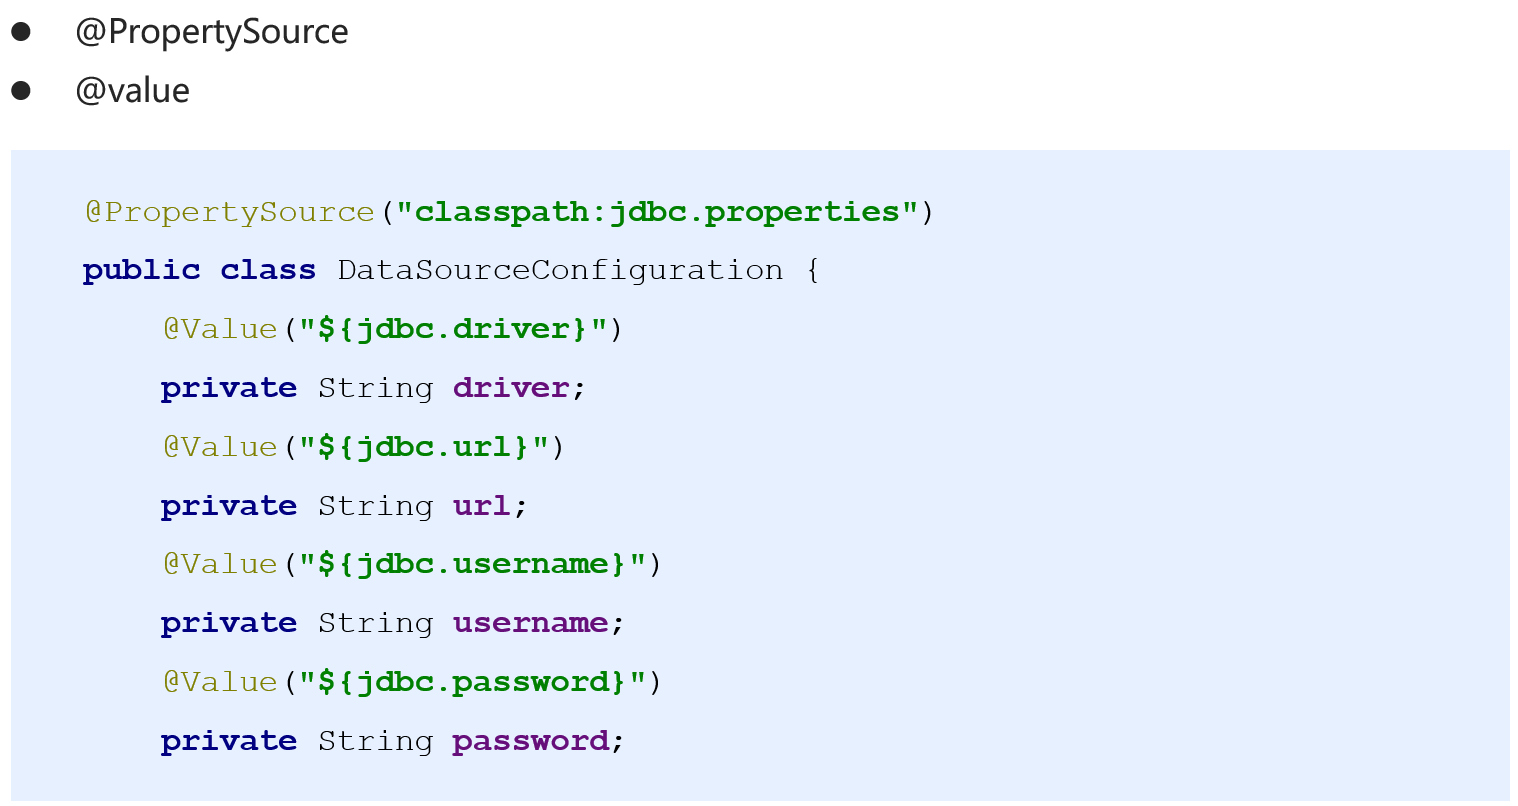 ● @PropertySource
● @value
@PropertySource("classpath:jdbc.properties")
public class DataSourceConfiguration {
    @Value("${jdbc.driver}")
    private String driver;
    @Value("${jdbc.url}")
    private String url;
    @Value("${jdbc.username}")
    private String username;
    @Value("${jdbc.password}")
    private String password;